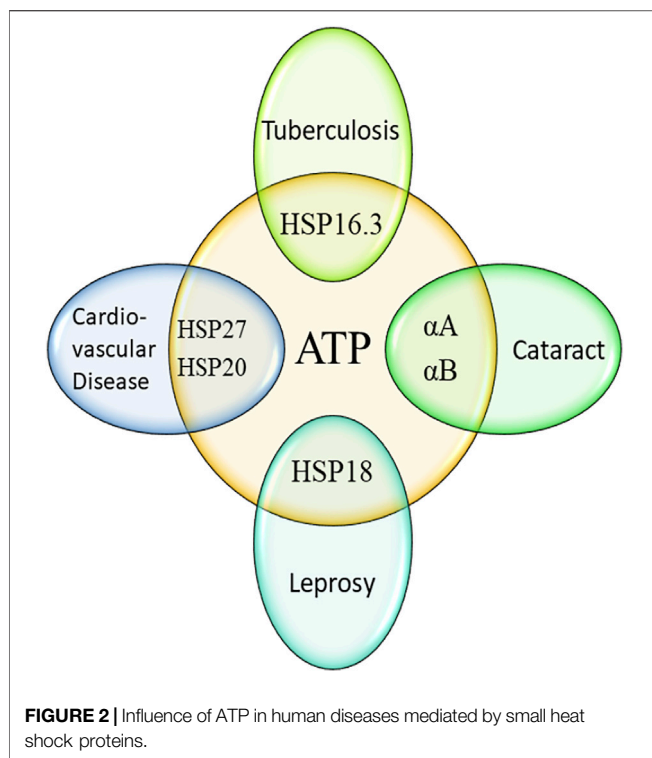 Tuberculosis
HSP16.3
Cardio-
vascular
Disease
HSP27
HSP20
ATP
αA
αB
Cataract
HSP18
Leprosy
FIGURE 2 | Influence of ATP in human diseases mediated by small heat
shock proteins.